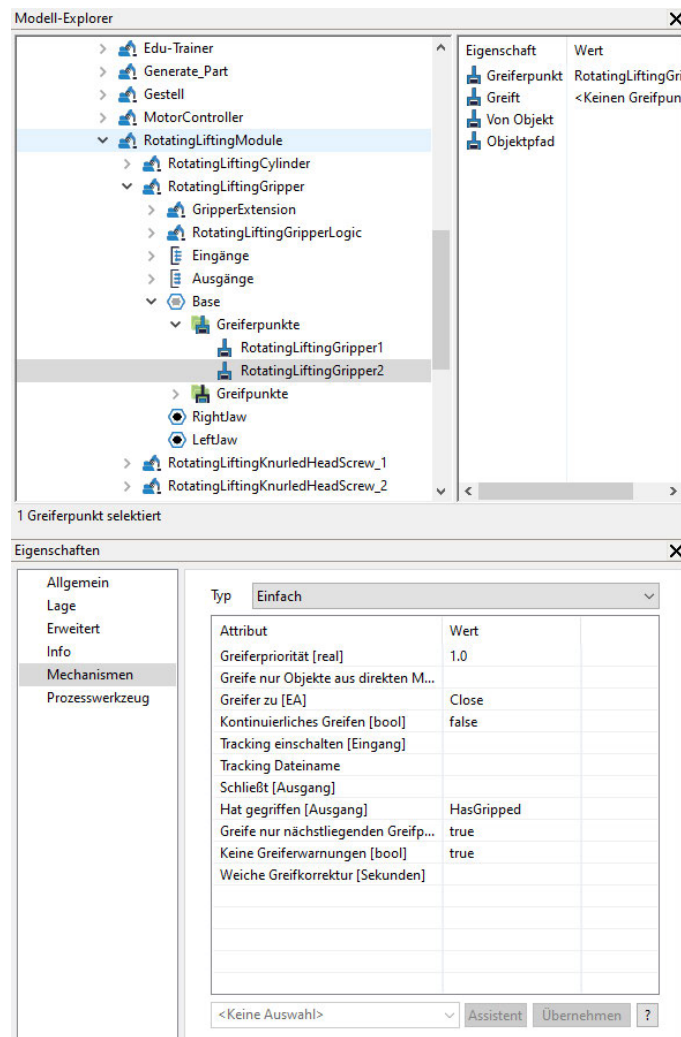 Modell-Explorer
Edu-Trainer
Generate_Part
Gestell
MotorController
RotatingLiftingModule
RotatingLiftingCylinder
RotatingLiftingGripper
GripperExtension
RotatingLiftingGripperLogic
Eingänge
Ausgänge
Base
Greiferpunkte
RotatingLiftingGripper1
RotatingLiftingGripper2
Greifpunkte
RightJaw
LeftJaw
RotatingLiftingKnurledHeadScrew_1
RotatingLiftingKnurledHeadScrew_2
Eigenschaft Wert
Greiferpunkt RotatingLiftingGri
Greift <Keinen Greifpun
Von Objekt
Objektpfad
1 Greiferpunkt selektiert
Eigenschaften
Allgemein
Lage
Erweitert
Info
Mechanismen
Prozesswerkzeug
Typ Einfach
Attribut Wert
Greiferpriorität [real] 1.0
Greife nur Objekte aus direkten M...
Greifer zu [EA] Close
Kontinuierliches Greifen [bool] false
Tracking einschalten [Eingang]
Tracking Dateiname
Schließt [Ausgang]
Hat gegriffen [Ausgang] HasGripped
Greife nur nächstliegenden Greifp... true
Keine Greiferwarnungen [bool] true
Weiche Greifkorrektur [Sekunden]
<Keine Auswahl> Assistent Übernehmen ?